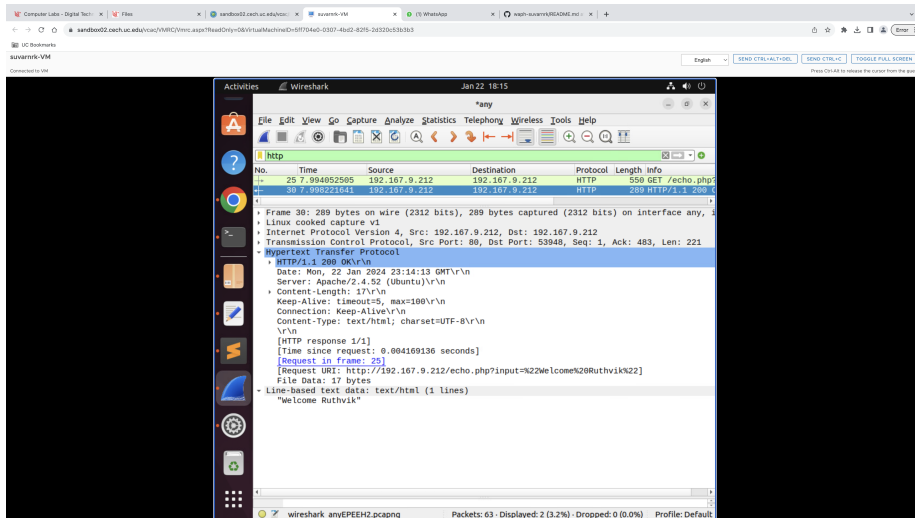 Computer Labs - Digital Tech
Files
sandbox02.cech.uc.edu/vcac
suvarnrk-VM
(1) WhatsApp
waph-suvarnrk/README.md
sandbox02.cech.uc.edu/vcac/VMRC/Vmrc.aspx?ReadOnly=0&VirtualMachineID=5ff704e0-0307-4bd2-82f5-2d320c53b3b3
Error
UC Bookmarks
suvarnrk-VM
English
SEND CTRL+ALT+DEL
SEND CTRL+C
TOGGLE FULL SCREEN
Connected to VM
Press Ctrl-Alt to release the cursor from the gue
Activities Wireshark Jan 22 18:15
*any
File Edit View Go Capture Analyze Statistics Telephony Wireless Tools Help
http
No. Time Source Destination Protocol Length Info
25 7.994052505 192.167.9.212 192.167.9.212 HTTP 550 GET /echo.php?
30 7.998221641 192.167.9.212 192.167.9.212 HTTP 289 HTTP/1.1 200
Frame 30: 289 bytes on wire (2312 bits), 289 bytes captured (2312 bits) on interface any, i
Linux cooked capture v1
Internet Protocol Version 4, Src: 192.167.9.212, Dst: 192.167.9.212
Transmission Control Protocol, Src Port: 80, Dst Port: 53948, Seq: 1, Ack: 483, Len: 221
Hypertext Transfer Protocol
HTTP/1.1 200 OK\r\n
Date: Mon, 22 Jan 2024 23:14:13 GMT\r\n
Server: Apache/2.4.52 (Ubuntu)\r\n
Content-Length: 17\r\n
Keep-Alive: timeout=5, max=100\r\n
Connection: Keep-Alive\r\n
Content-Type: text/html; charset=UTF-8\r\n
\r\n
[HTTP response 1/1]
[Time since request: 0.004169136 seconds]
[Request in frame: 25]
[Request URI: http://192.167.9.212/echo.php?input=%22Welcome%20Ruthvik%22]
File Data: 17 bytes
Line-based text data: text/html (1 lines)
"Welcome Ruthvik"
wireshark_anyEPEEH2.pcapng Packets: 63 · Displayed: 2 (3.2%) · Dropped: 0 (0.0%) Profile: Default